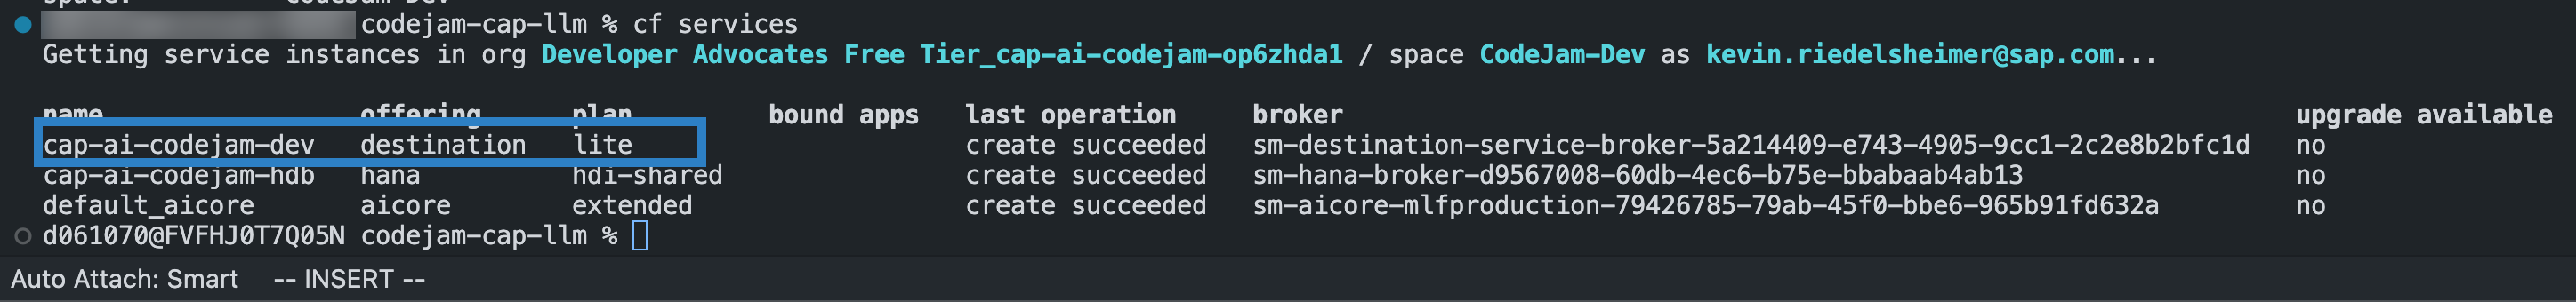 codejam-cap-llm % cf services
Getting service instances in org Developer Advocates Free Tier_cap-ai-codejam-op6zhda1 / space CodeJam-Dev as kevin.riedelsheimer@sap.com...
name offering plan bound apps last operation broker upgrade available
cap-ai-codejam-dev destination lite create succeeded sm-destination-service-broker-5a214409-e743-4905-9cc1-2c2e8b2bfc1d no
cap-ai-codejam-hdb hana hdi-shared create succeeded sm-hana-broker-d9567008-60db-4ec6-b75e-bbabaab4ab13 no
default_aicore aicore extended create succeeded sm-aicore-mlfproduction-79426785-79ab-45f0-bbe6-965b91fd632a no
d061070@FVFHJ0T7Q05N codejam-cap-llm %
Auto Attach: Smart -- INSERT --